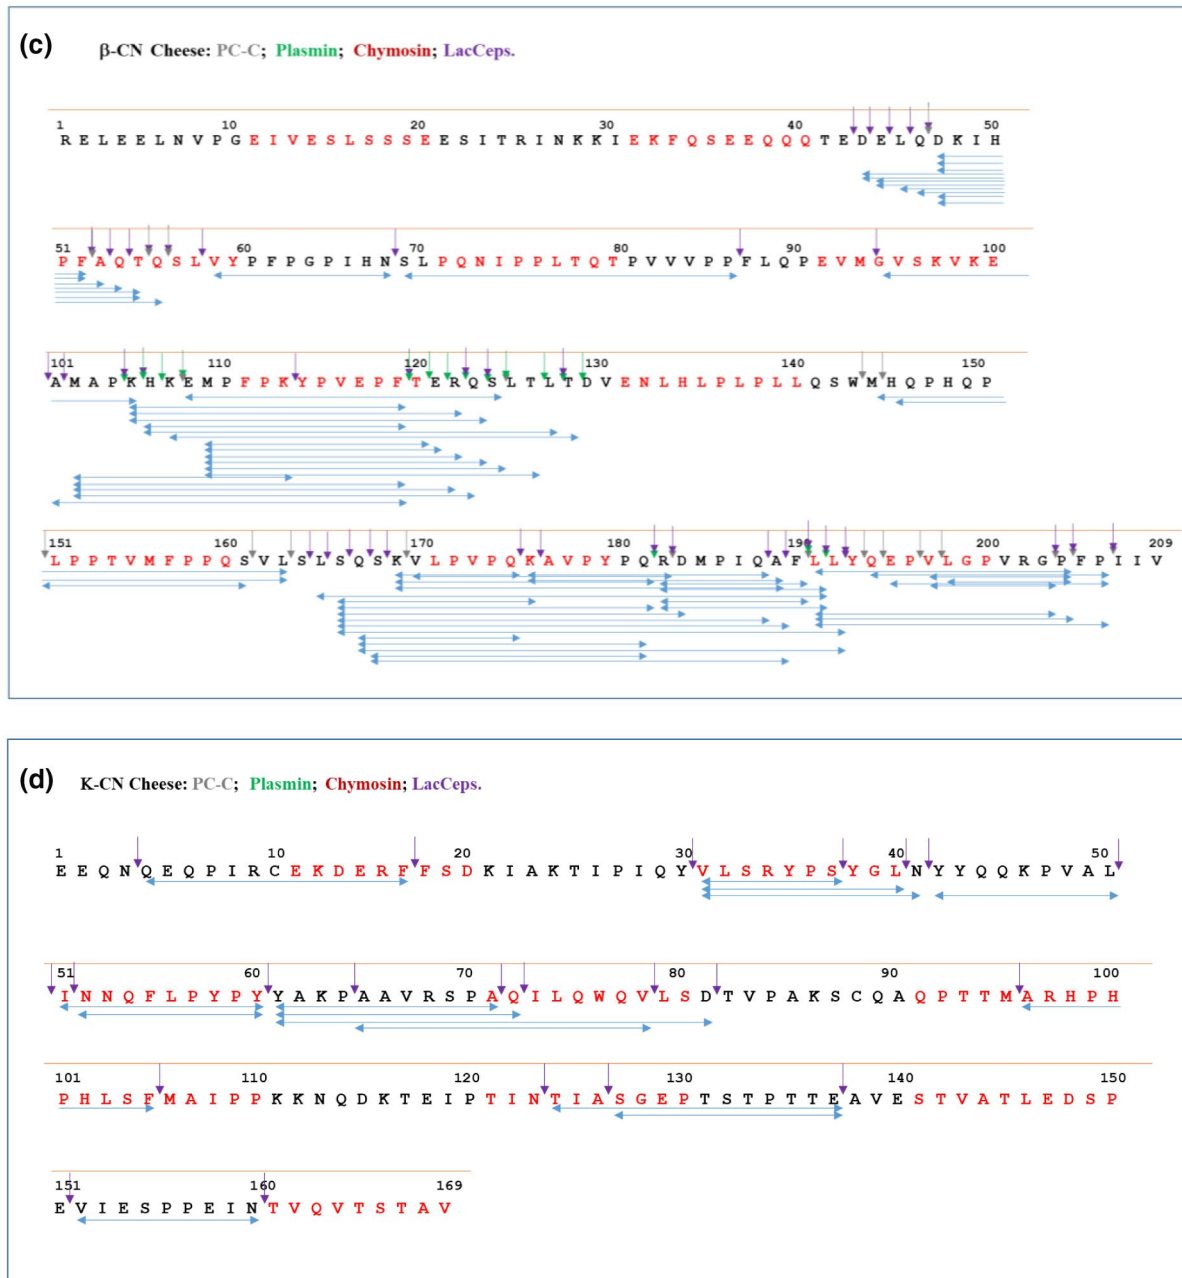 (c)
β-CN Cheese: PC-C; Plasmin; Chymosin; LacCeps.
1 10 20 30 40 50
R E L E E L N V P G E I V E S L S S S E E S I T R I N K K I E K F Q S E E Q Q Q T E D E L Q D K I H
51 60 70 80 90 100
P F A Q T Q S L V Y P F P G P I H N S L P Q N I P P L T Q T P V V V P P F L Q P E V M G V S K V K E
101 110 120 130 140 150
A M A P K H K E M P F P K Y P V E P F T E R Q S L T L T D V E N L H L P L P L L Q S W M H Q P H Q P
151 160 170 180 190 200 209
L P P T V M F P P Q S V L S L S Q S K V L P V P Q K A V P Y P Q R D M P I Q A F L L Y Q E P V L G P V R G P F P I I V
(d)
K-CN Cheese: PC-C; Plasmin; Chymosin; LacCeps.
1 10 20 30 40 50
E E Q N Q E Q P I R C E K D E R F F S D K I A K T I P I Q Y V L S R Y P S Y G L N Y Y Q Q K P V A L
51 60 70 80 90 100
I N N Q F L P Y P Y Y A K P A A V R S P A Q I L Q W Q V L S D T V P A K S C Q A Q P T T M A R H P H
101 110 120 130 140 150
P H L S F M A I P P K K N Q D K T E I P T I N T I A S G E P T S T P T T E A V E S T V A T L E D S P
151 160 169
E V I E S P P E I N T V Q V T S T A V